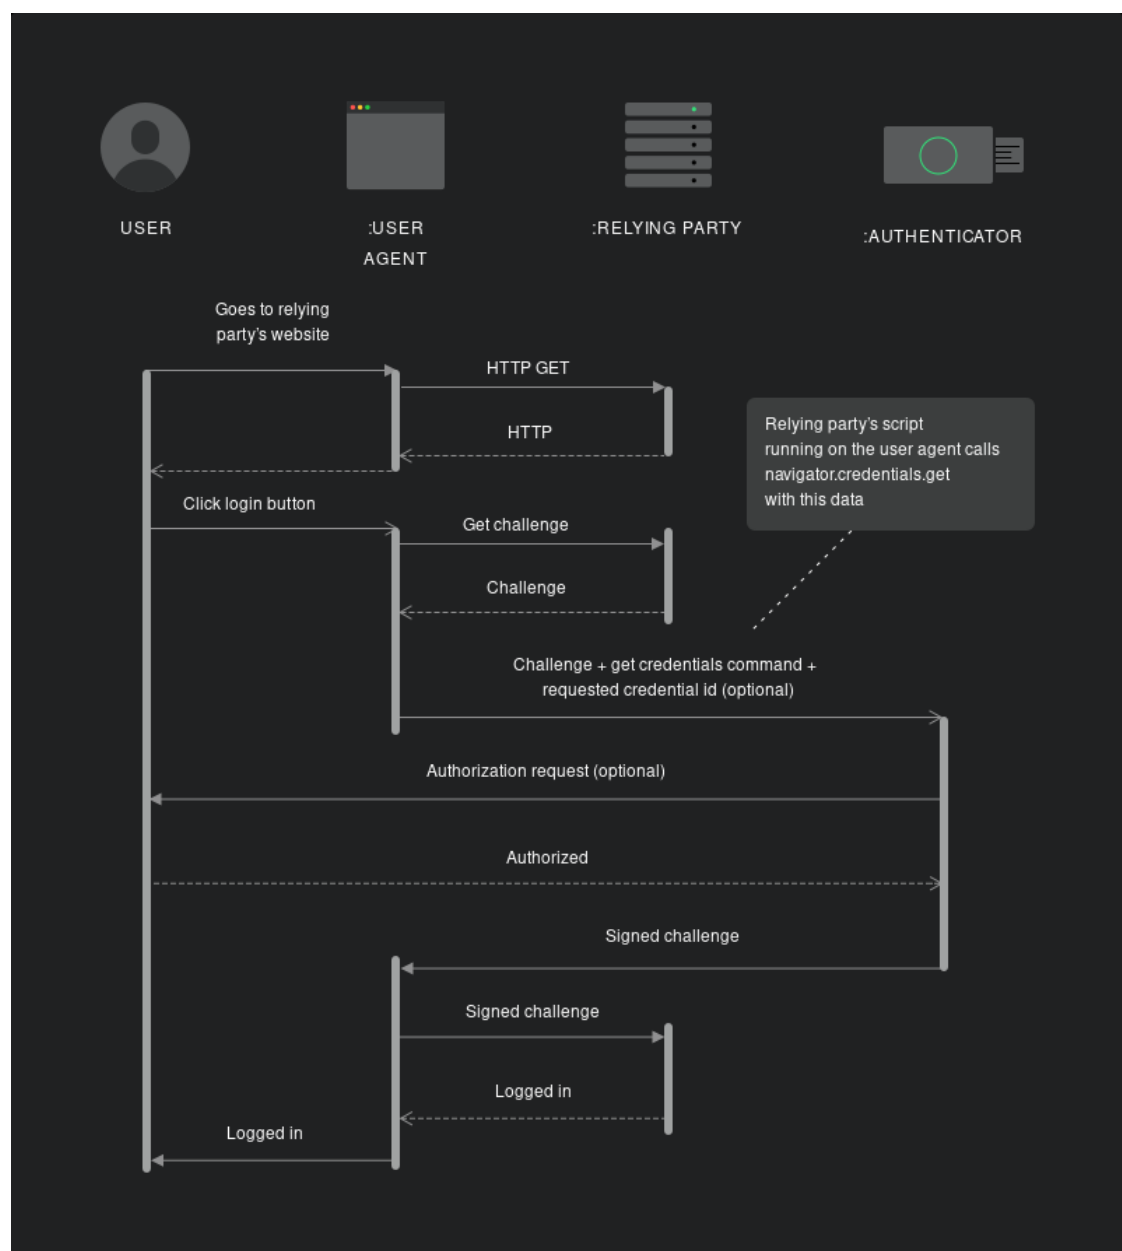 USER
:USER
AGENT
:RELYING PARTY
:AUTHENTICATOR
Goes to relying
party's website
HTTP GET
HTTP
Relying party's script
running on the user agent calls
navigator.credentials.get
with this data
Click login button
Get challenge
Challenge
Challenge + get credentials command +
requested credential id (optional)
Authorization request (optional)
Authorized
Signed challenge
Signed challenge
Logged in
Logged in